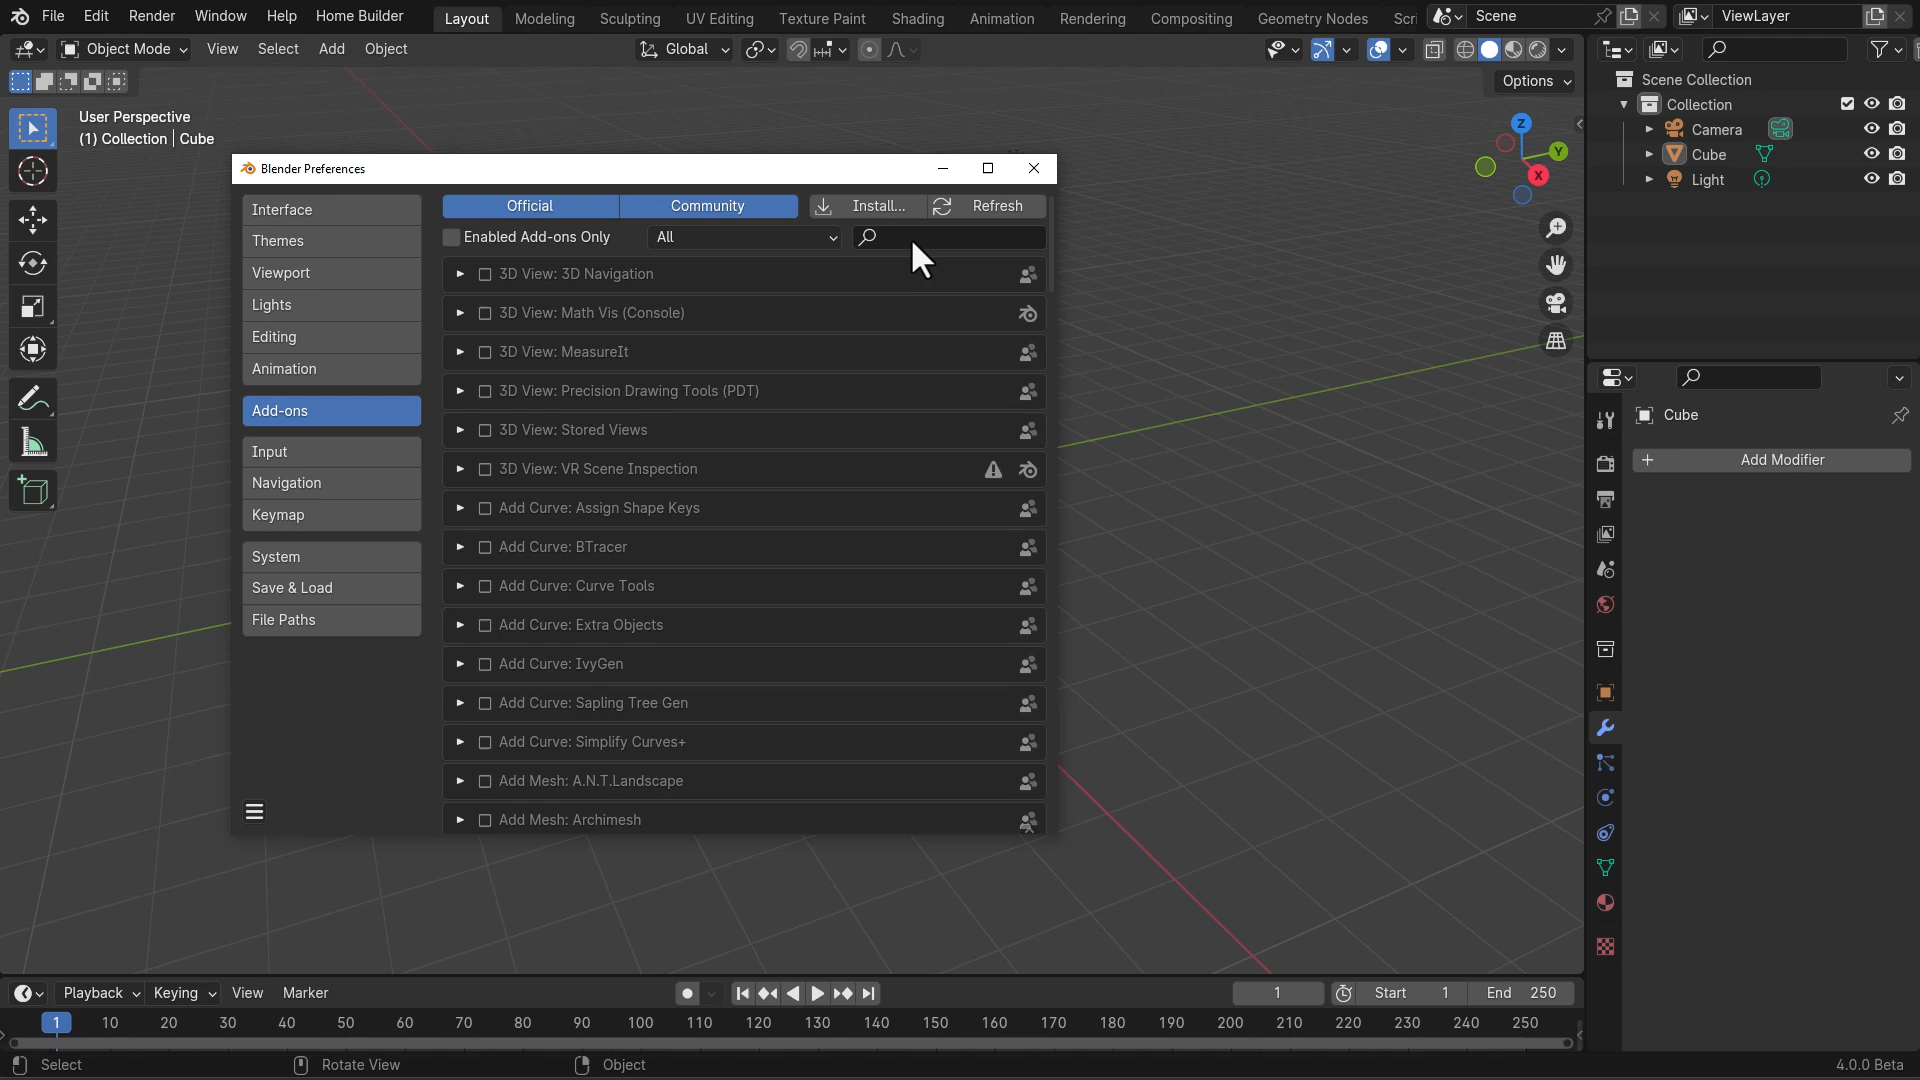 File Edit Render Window Help Home Builder Layout Modeling Sculpting UV Editing Texture Paint Shading Animation Rendering Compositing Geometry Nodes Scri Scene ViewLayer
Object Mode View Select Add Object Global
Options
User Perspective
(1) Collection | Cube
Z
Y
X
Scene Collection
Collection
Camera
Cube
Light
Blender Preferences
Interface
Themes
Viewport
Lights
Editing
Animation
Add-ons
Input
Navigation
Keymap
System
Save & Load
File Paths
Official Community Install... Refresh
Enabled Add-ons Only All
3D View: 3D Navigation
3D View: Math Vis (Console)
3D View: MeasureIt
3D View: Precision Drawing Tools (PDT)
3D View: Stored Views
3D View: VR Scene Inspection
Add Curve: Assign Shape Keys
Add Curve: BTracer
Add Curve: Curve Tools
Add Curve: Extra Objects
Add Curve: IvyGen
Add Curve: Sapling Tree Gen
Add Curve: Simplify Curves+
Add Mesh: A.N.T.Landscape
Add Mesh: Archimesh
Cube
Add Modifier
Playback Keying View Marker 1 Start 1 End 250
1 10 20 30 40 50 60 70 80 90 100 110 120 130 140 150 160 170 180 190 200 210 220 230 240 250
Select Rotate View Object 4.0.0 Beta